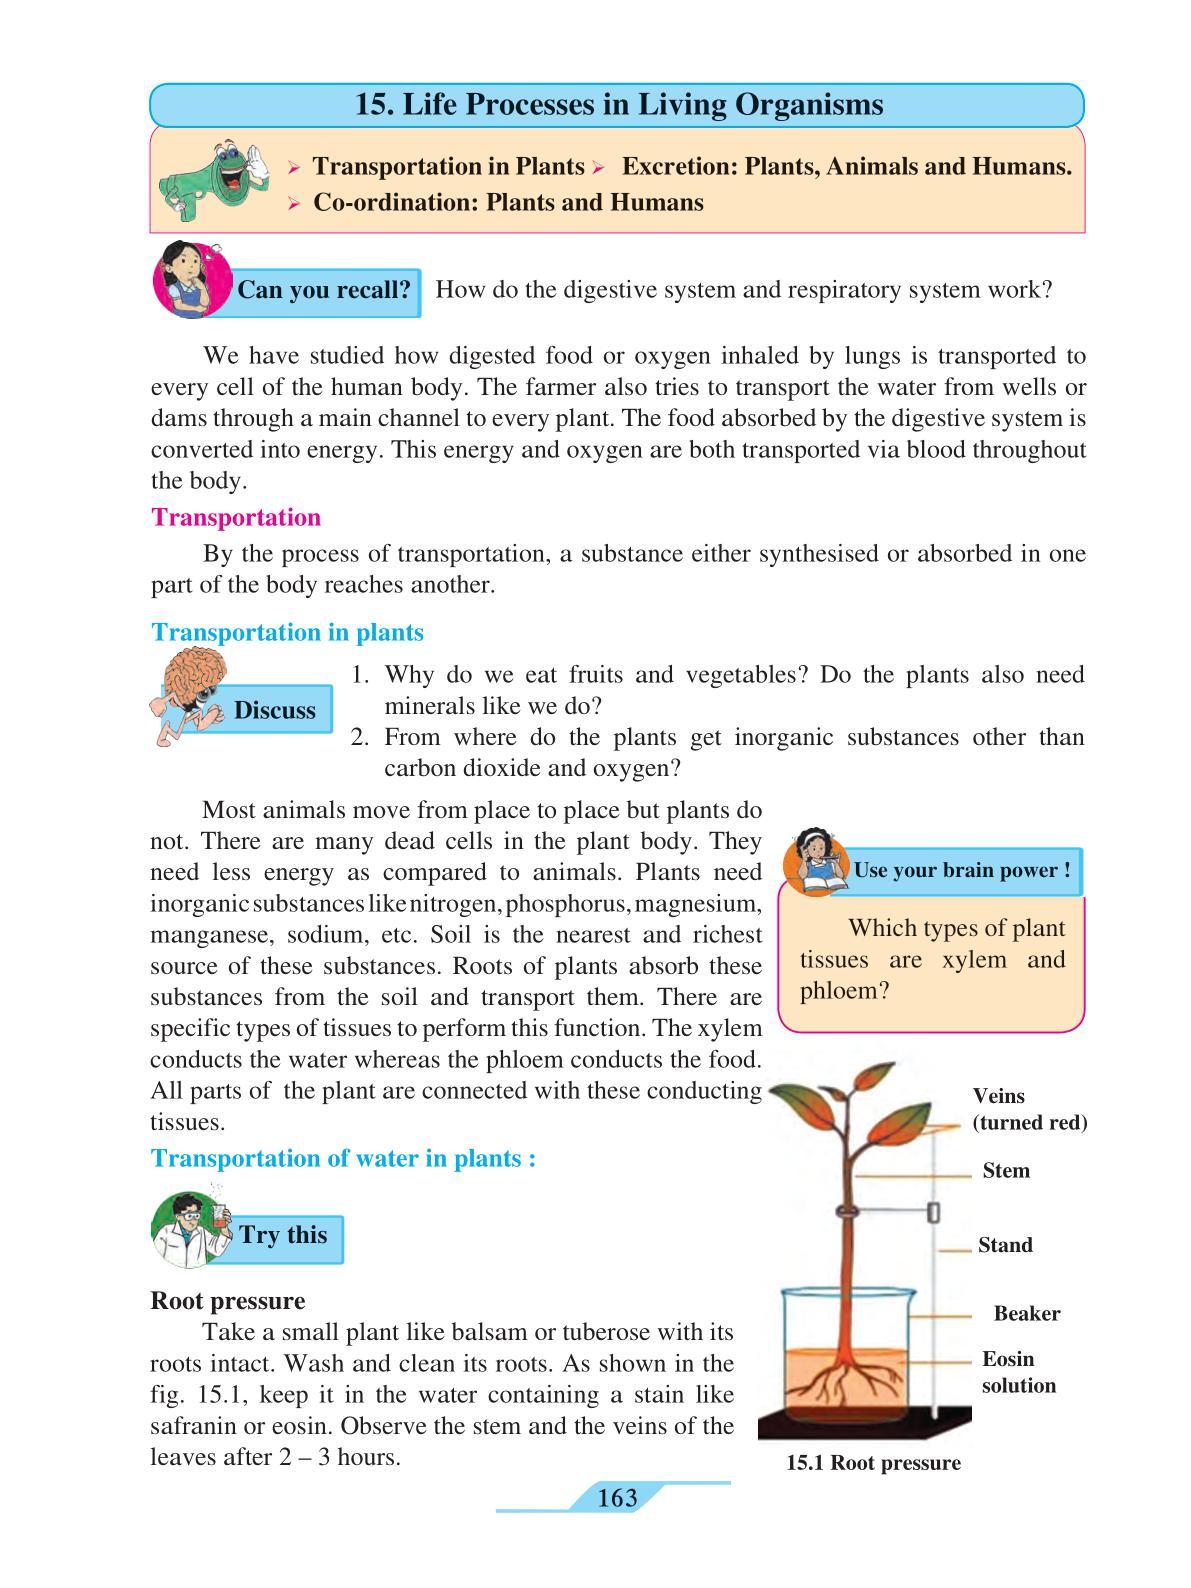 15. Life Processes in Living Organisms
➢ Transportation in Plants ➢ Excretion: Plants, Animals and Humans.
➢ Co-ordination: Plants and Humans
Can you recall? How do the digestive system and respiratory system work?
We have studied how digested food or oxygen inhaled by lungs is transported to
every cell of the human body. The farmer also tries to transport the water from wells or
dams through a main channel to every plant. The food absorbed by the digestive system is
converted into energy. This energy and oxygen are both transported via blood throughout
the body.
Transportation
By the process of transportation, a substance either synthesised or absorbed in one
part of the body reaches another.
Transportation in plants
Discuss
1. Why do we eat fruits and vegetables? Do the plants also need
minerals like we do?
2. From where do the plants get inorganic substances other than
carbon dioxide and oxygen?
Most animals move from place to place but plants do
not. There are many dead cells in the plant body. They
need less energy as compared to animals. Plants need
inorganic substances like nitrogen, phosphorus, magnesium,
manganese, sodium, etc. Soil is the nearest and richest
source of these substances. Roots of plants absorb these
substances from the soil and transport them. There are
specific types of tissues to perform this function. The xylem
conducts the water whereas the phloem conducts the food.
All parts of the plant are connected with these conducting
tissues.
Use your brain power !
Which types of plant
tissues are xylem and
phloem?
Transportation of water in plants :
Try this
Root pressure
Take a small plant like balsam or tuberose with its
roots intact. Wash and clean its roots. As shown in the
fig. 15.1, keep it in the water containing a stain like
safranin or eosin. Observe the stem and the veins of the
leaves after 2 – 3 hours.
Veins
(turned red)
Stem
Stand
Beaker
Eosin
solution
15.1 Root pressure
163